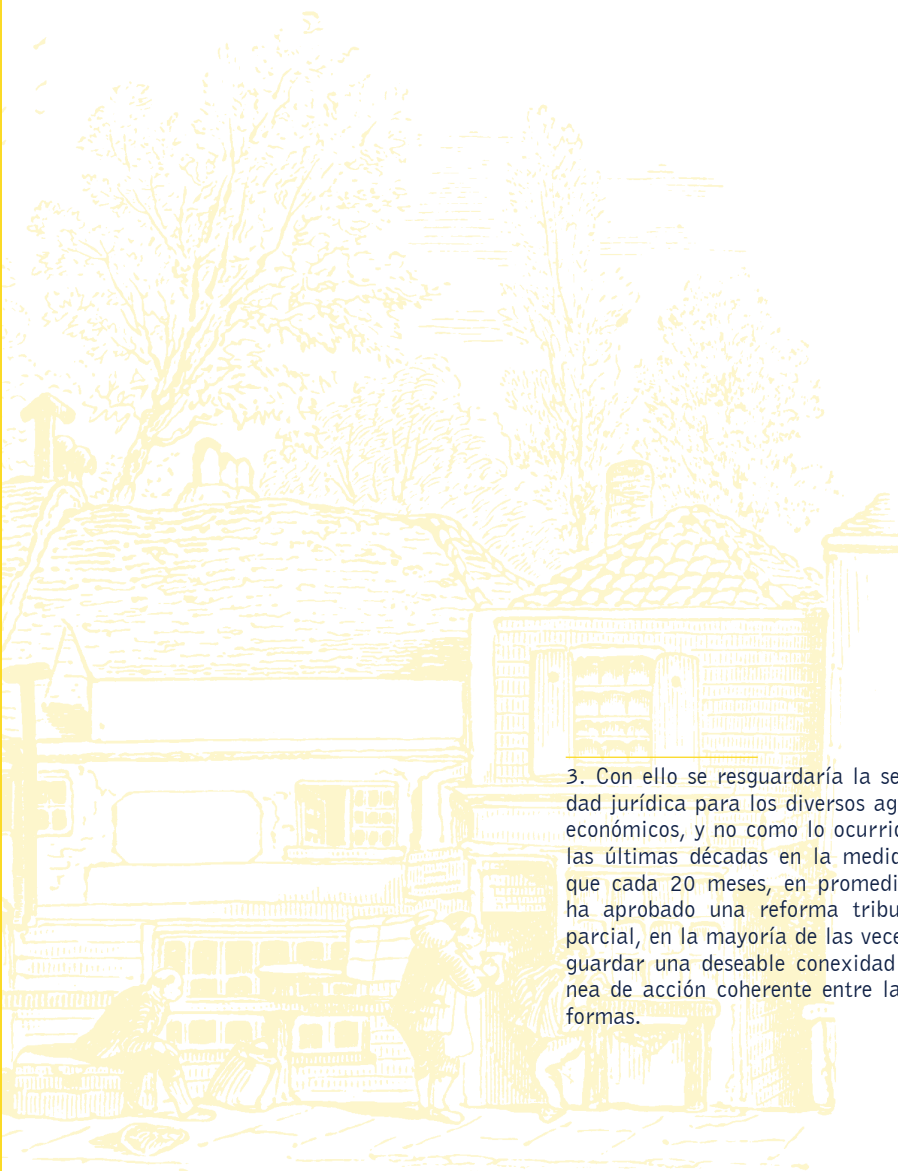 3. Con ello se resguardaría la se
dad jurídica para los diversos ag
económicos, y no como lo ocurrid
las últimas décadas en la medid
que cada 20 meses, en promedi
ha aprobado una reforma tribu
parcial, en la mayoría de las vece
guardar una deseable conexidad
nea de acción coherente entre la
formas.